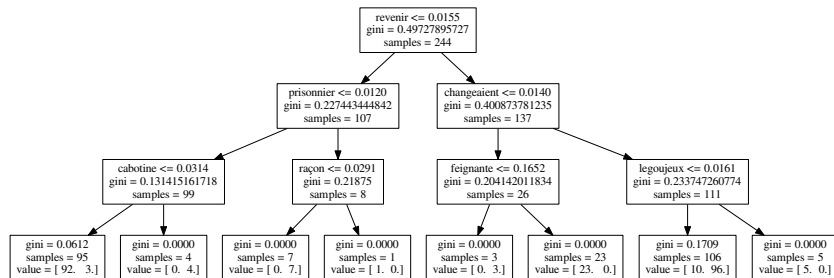 revenir <= 0.0155
gini = 0.49727895727
samples = 244
prisonnier <= 0.0120
gini = 0.227443444842
samples = 107
changeaient <= 0.0140
gini = 0.400873781235
samples = 137
cabotine <= 0.0314
gini = 0.131415161718
samples = 99
raçon <= 0.0291
gini = 0.21875
samples = 8
feignante <= 0.1652
gini = 0.204142011834
samples = 26
legoujeux <= 0.0161
gini = 0.233747260774
samples = 111
gini = 0.0612
samples = 95
value = [ 92. 3.]
gini = 0.0000
samples = 4
value = [ 0. 4.]
gini = 0.0000
samples = 7
value = [ 0. 7.]
gini = 0.0000
samples = 1
value = [ 1. 0.]
gini = 0.0000
samples = 3
value = [ 0. 3.]
gini = 0.0000
samples = 23
value = [ 23. 0.]
gini = 0.1709
samples = 106
value = [ 10. 96.]
gini = 0.0000
samples = 5
value = [ 5. 0.]